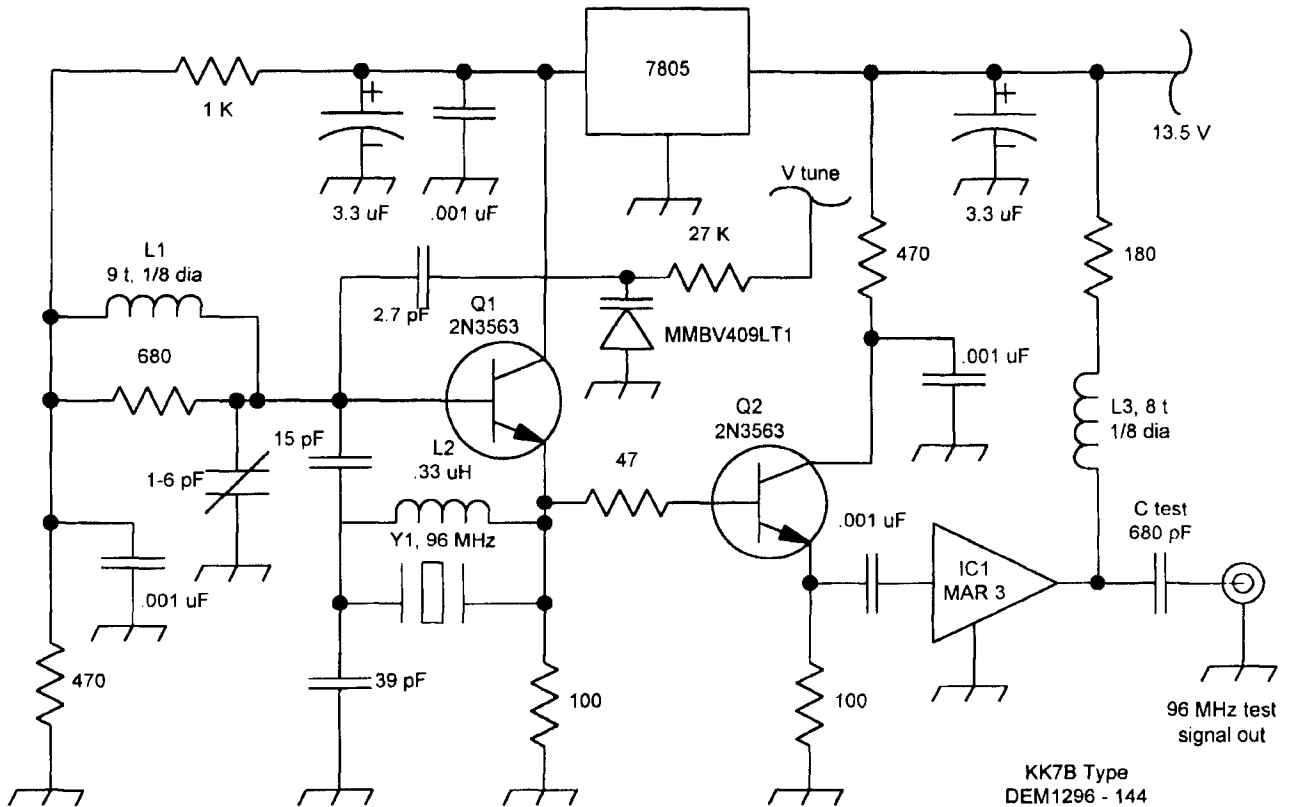 7805
1 K
13.5 V
+
−
3.3 uF
.001 uF
+
−
3.3 uF
V tune
27 K
470
180
L1
9 t, 1/8 dia
2.7 pF
Q1
2N3563
MMBV409LT1
.001 uF
680
L3, 8 t
1/8 dia
Q2
2N3563
15 pF
L2
.33 uH
47
1-6 pF
.001 uF
C test
680 pF
Y1, 96 MHz
IC1
MAR 3
.001 uF
470
39 pF
100
100
96 MHz test
signal out
KK7B Type
DEM1296 - 144